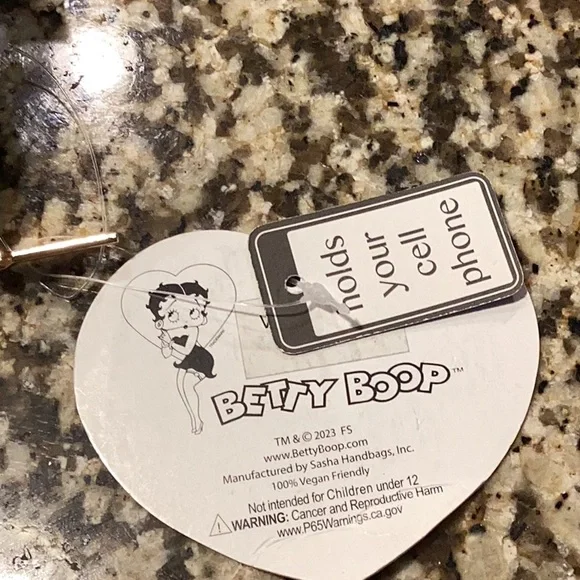 holds
your
cell
phone
BETTY BOOP™
TM & © 2023 FS
www.BettyBoop.com
Manufactured by Sasha Handbags, Inc.
100% Vegan Friendly
Not intended for Children under 12
⚠ WARNING: Cancer and Reproductive Harm
www.P65Warnings.ca.gov